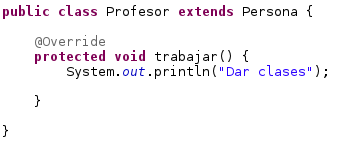 public class Profesor extends Persona {
@Override
protected void trabajar() {
System.out.println("Dar clases");
}
}